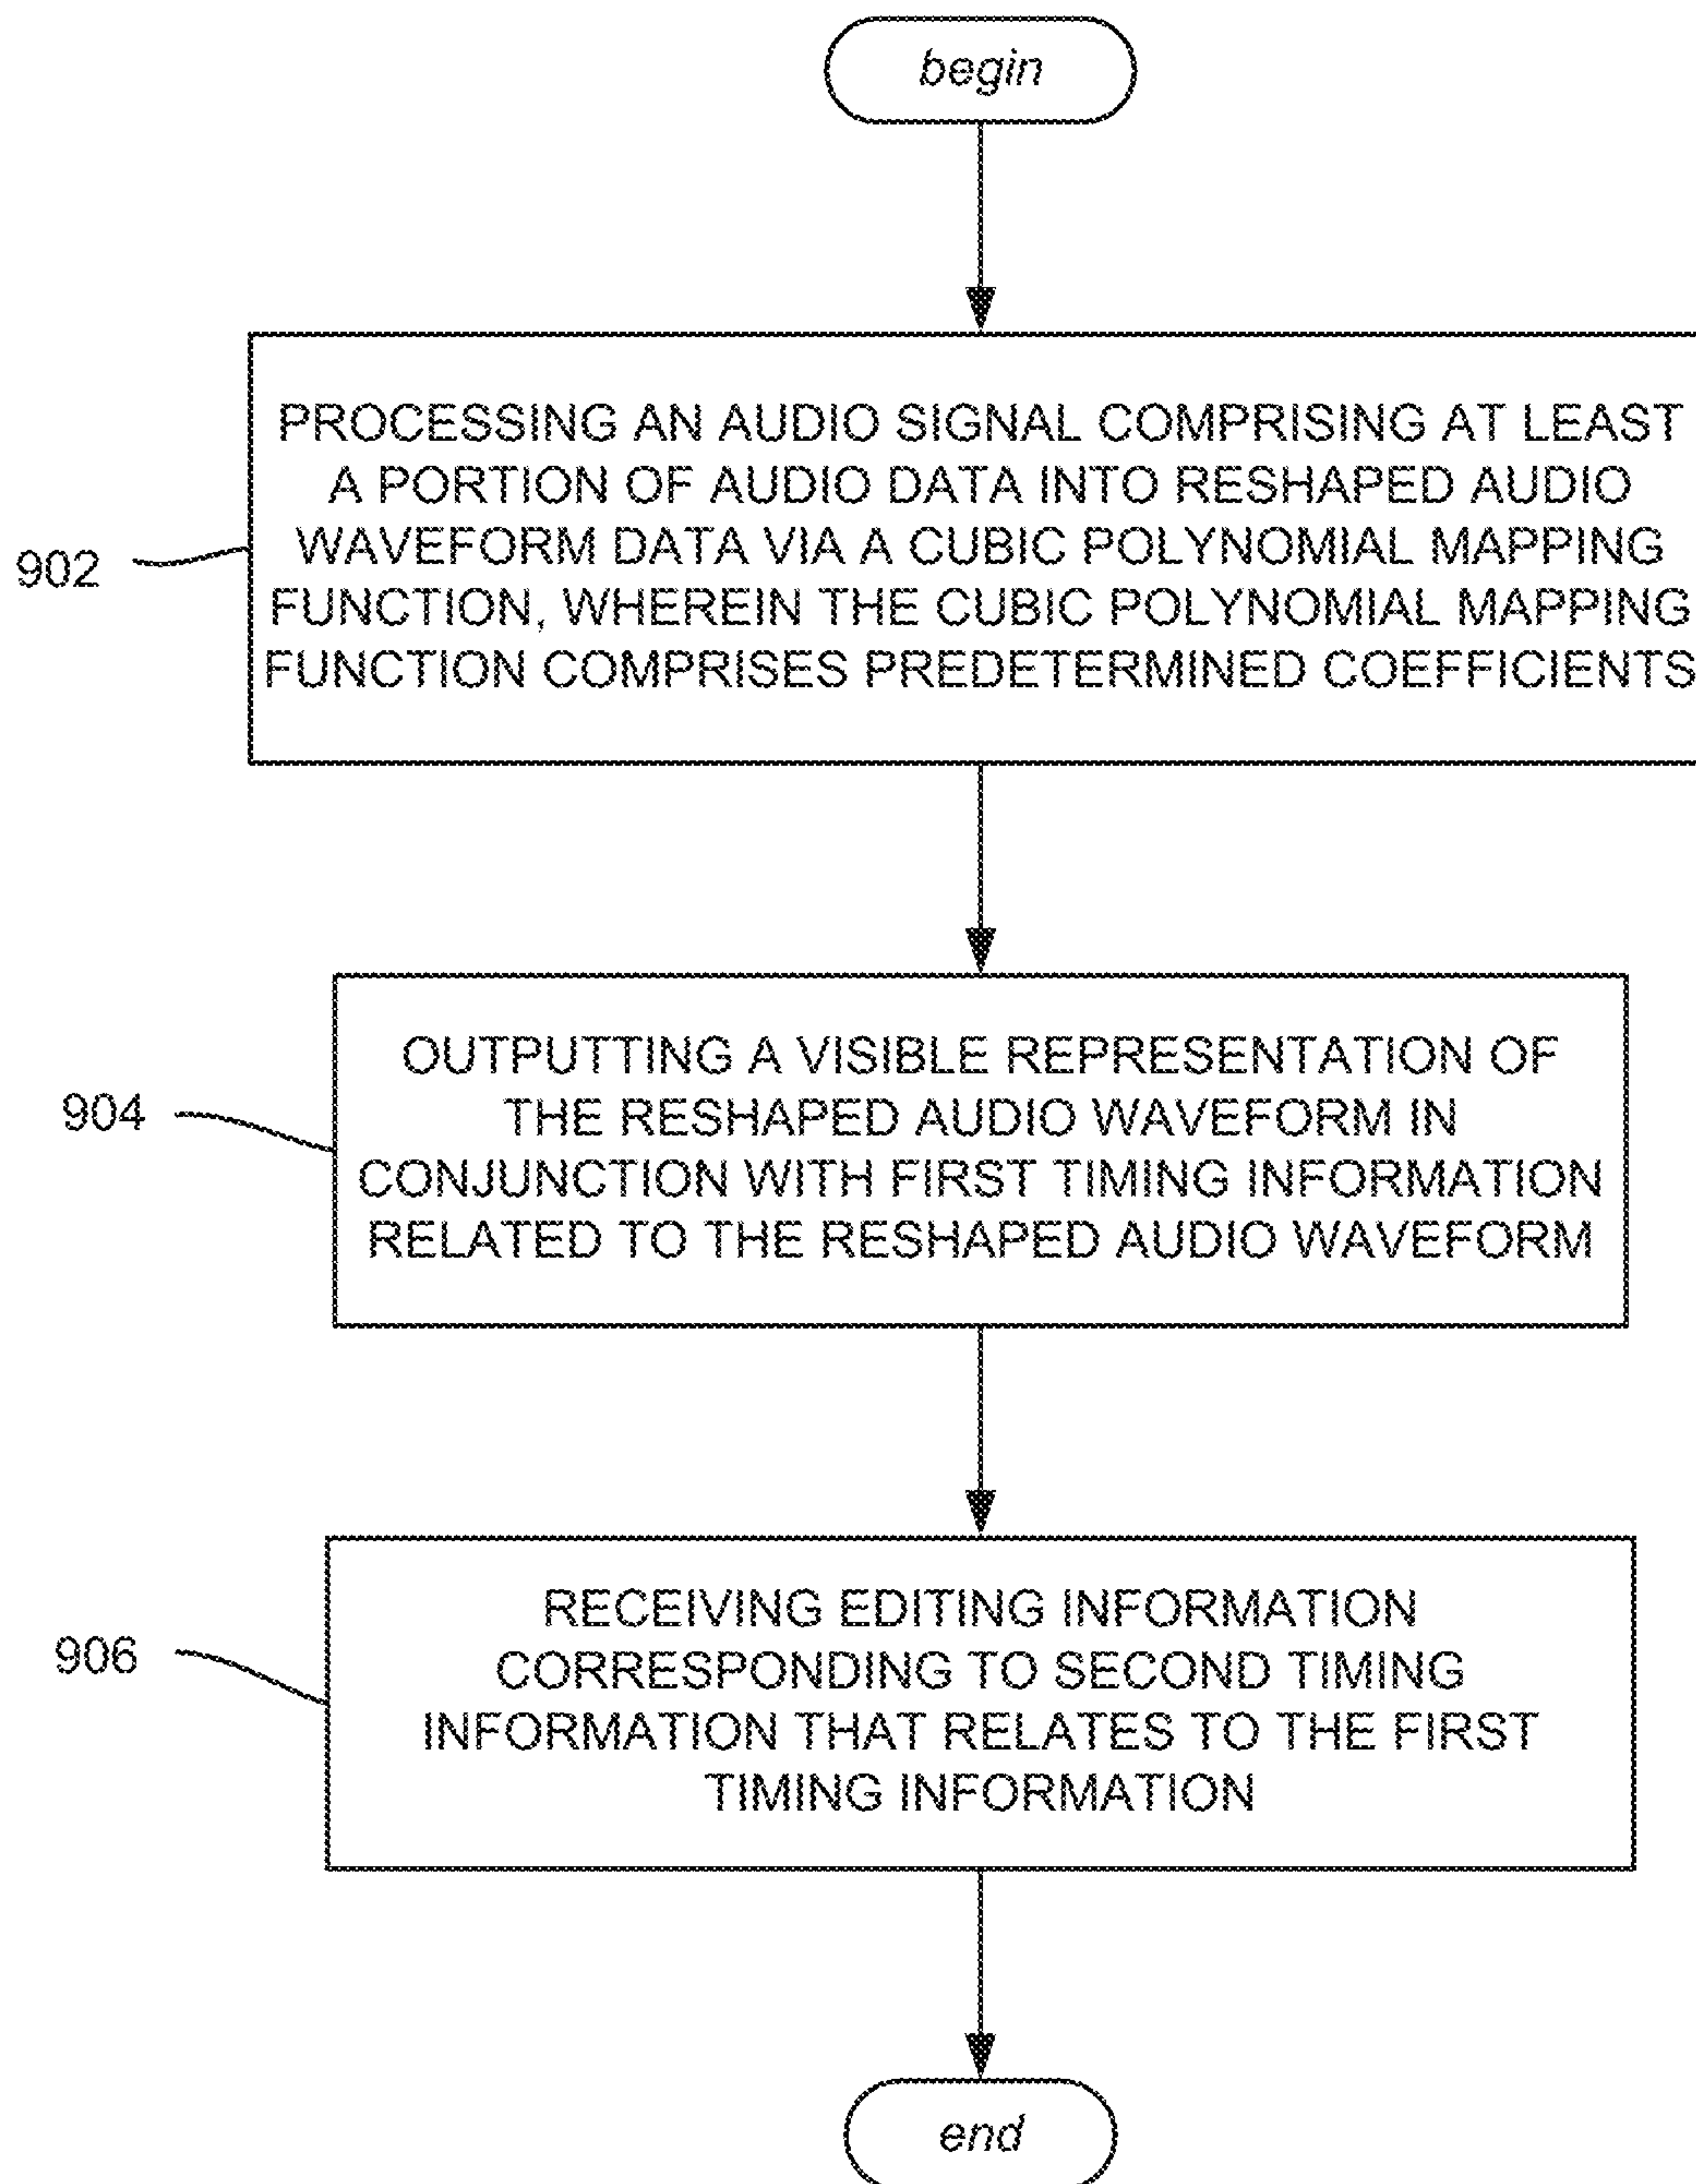 begin
PROCESSING AN AUDIO SIGNAL COMPRISING AT LEAST
A PORTION OF AUDIO DATA INTO RESHAPED AUDIO
WAVEFORM DATA VIA A CUBIC POLYNOMIAL MAPPING
FUNCTION, WHEREIN THE CUBIC POLYNOMIAL MAPPING
FUNCTION COMPRISES PREDETERMINED COEFFICIENTS
902
OUTPUTTING A VISIBLE REPRESENTATION OF
THE RESHAPED AUDIO WAVEFORM IN
CONJUNCTION WITH FIRST TIMING INFORMATION
RELATED TO THE RESHAPED AUDIO WAVEFORM
904
RECEIVING EDITING INFORMATION
CORRESPONDING TO SECOND TIMING
INFORMATION THAT RELATES TO THE FIRST
TIMING INFORMATION
906
end